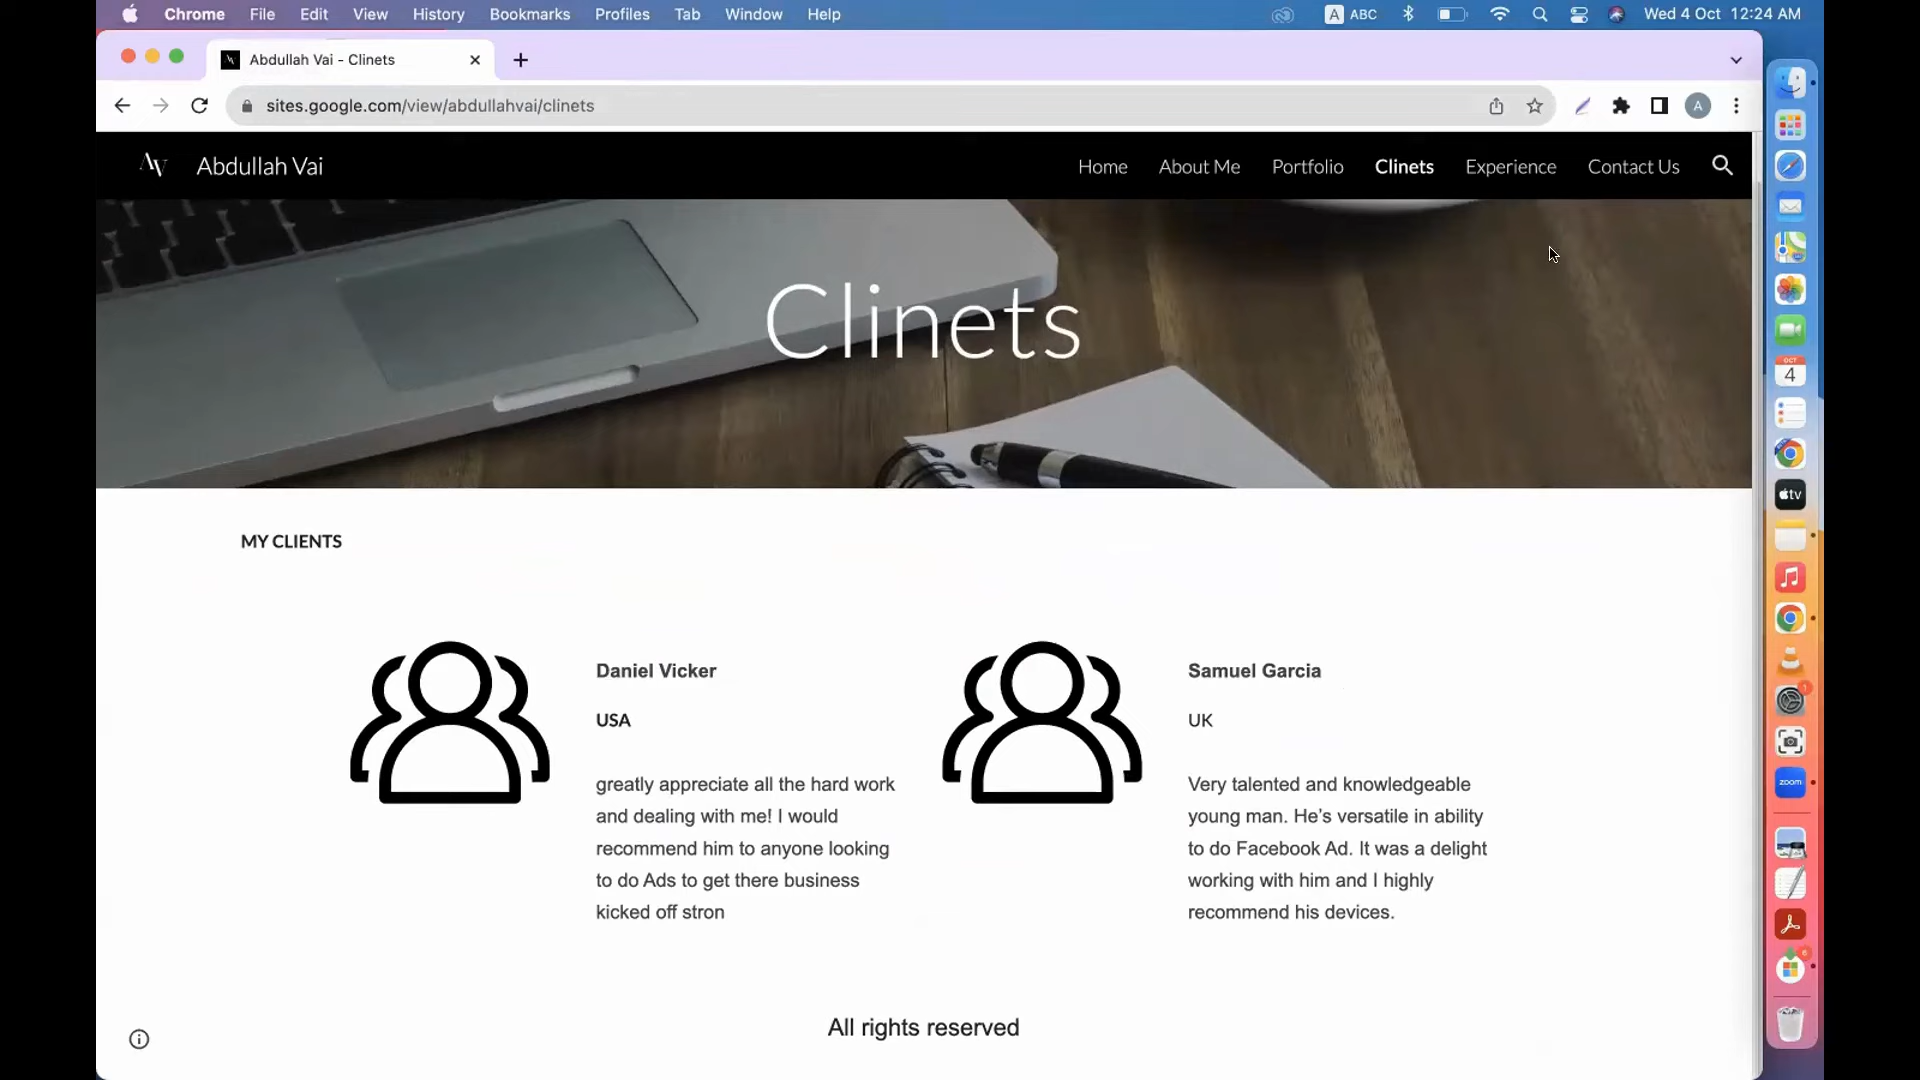 Chrome File Edit View History Bookmarks Profiles Tab Window Help A ABC Wed 4 Oct 12:24 AM
Abdullah Vai - Clinets
sites.google.com/view/abdullahvai/clinets A
AV Abdullah Vai Home About Me Portfolio Clinets Experience Contact Us
Clinets
MY CLIENTS
Daniel Vicker
USA
greatly appreciate all the hard work
and dealing with me! I would
recommend him to anyone looking
to do Ads to get there business
kicked off stron
Samuel Garcia
UK
Very talented and knowledgeable
young man. He's versatile in ability
to do Facebook Ad. It was a delight
working with him and I highly
recommend his devices.
All rights reserved
OCT
4
tv
zoom